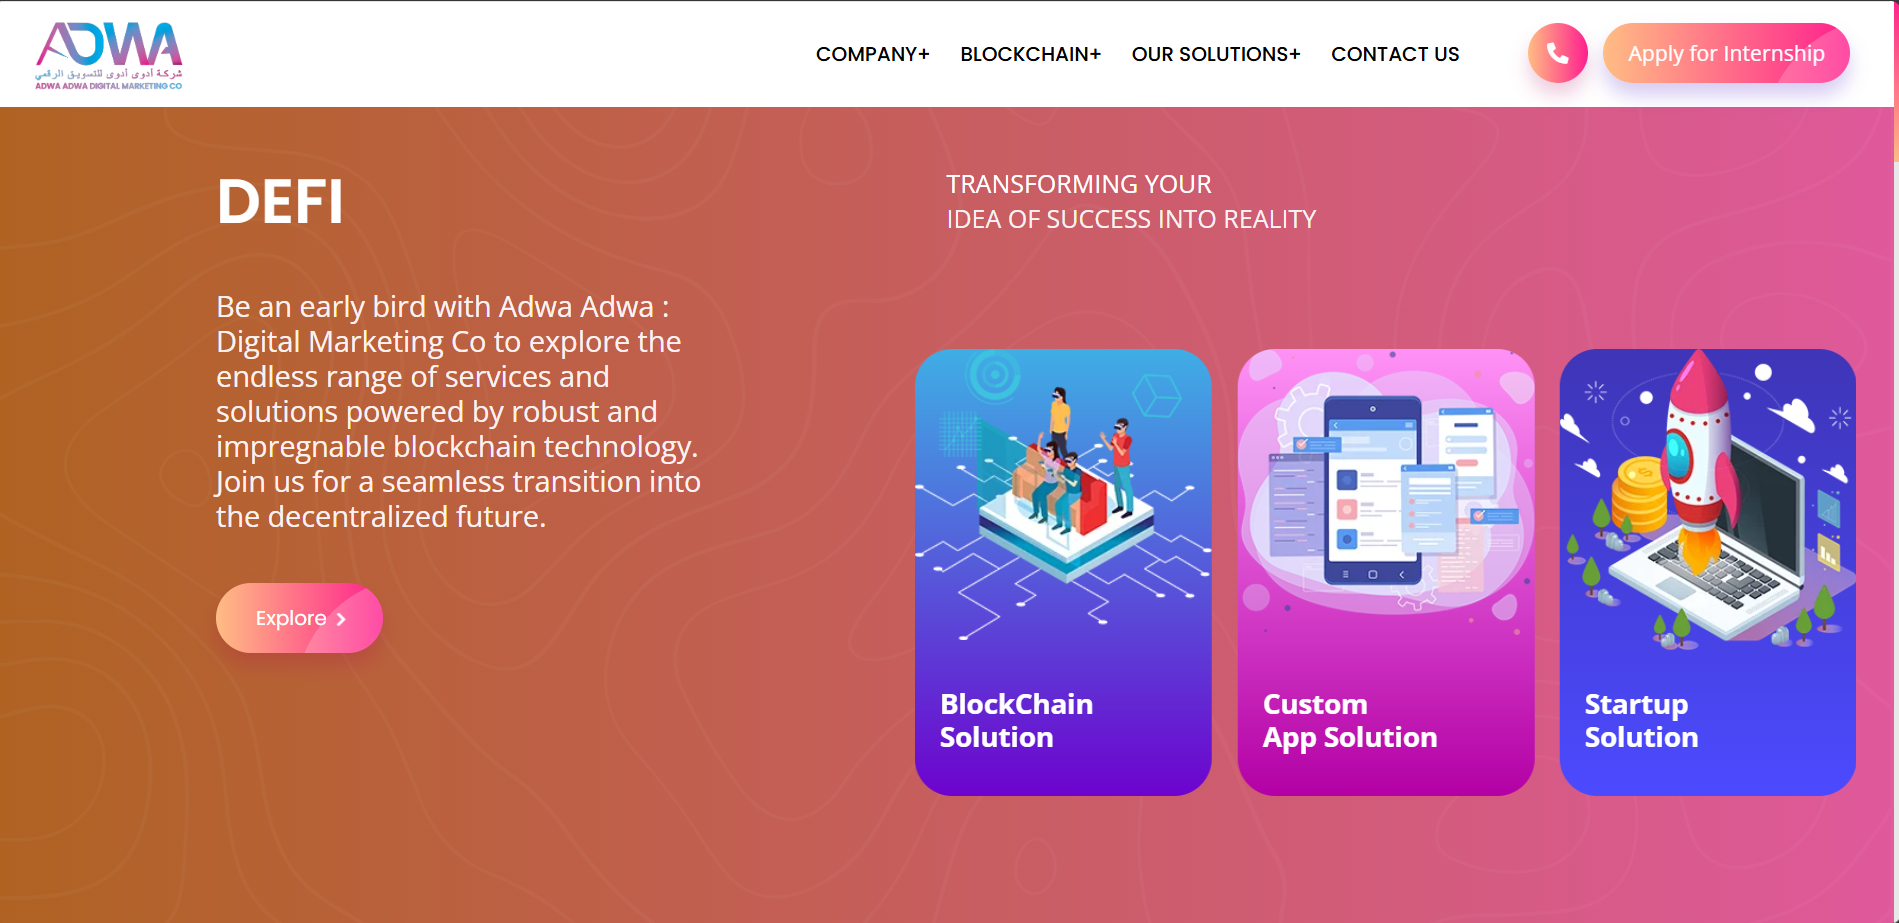 ADWA
شركة أدوى أدوى للتسويق الرقمي
ADWA ADWA DIGITAL MARKETING CO
COMPANY+ BLOCKCHAIN+ OUR SOLUTIONS+ CONTACT US
Apply for Internship
DEFI
Be an early bird with Adwa Adwa :
Digital Marketing Co to explore the
endless range of services and
solutions powered by robust and
impregnable blockchain technology.
Join us for a seamless transition into
the decentralized future.
Explore
TRANSFORMING YOUR
IDEA OF SUCCESS INTO REALITY
BlockChain
Solution
Custom
App Solution
Startup
Solution